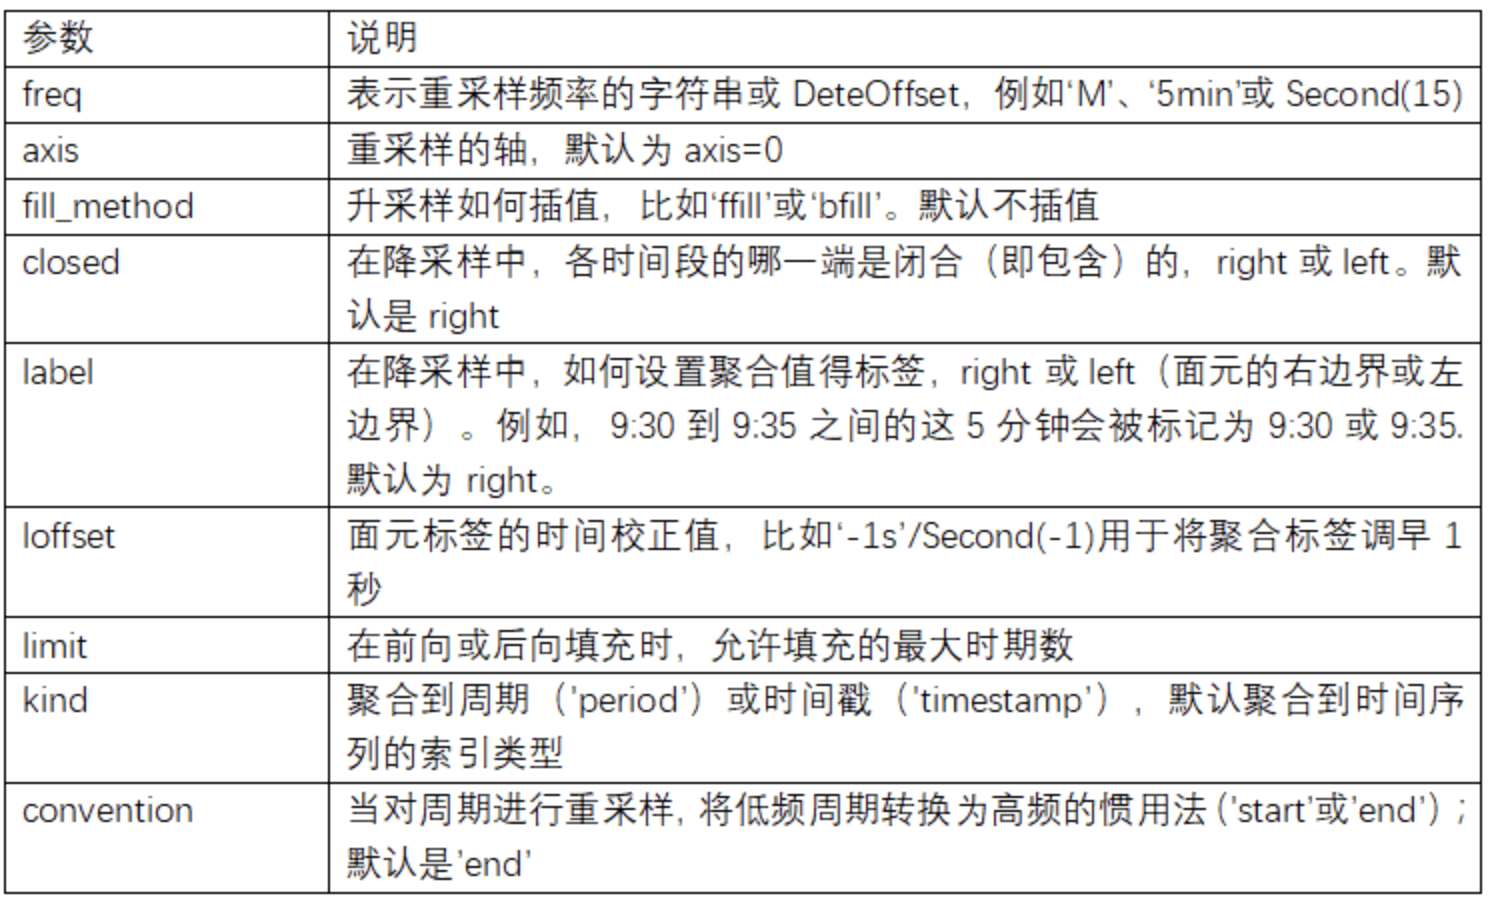 参数 说明
freq 表示重采样频率的字符串或 DeteOffset，例如‘M’、‘5min’或 Second(15)
axis 重采样的轴，默认为 axis=0
fill_method 升采样如何插值，比如‘ffill’或‘bfill’。默认不插值
closed 在降采样中，各时间段的哪一端是闭合（即包含）的，right 或 left。默
认是 right
label 在降采样中，如何设置聚合值得标签，right 或 left（面元的右边界或左
边界）。例如，9:30 到 9:35 之间的这 5 分钟会被标记为 9:30 或 9:35.
默认为 right。
loffset 面元标签的时间校正值，比如‘-1s’/Second(-1)用于将聚合标签调早 1
秒
limit 在前向或后向填充时，允许填充的最大时期数
kind 聚合到周期（'period’）或时间戳（'timestamp’），默认聚合到时间序
列的索引类型
convention 当对周期进行重采样，将低频周期转换为高频的惯用法（'start’或’end’）；
默认是’end’